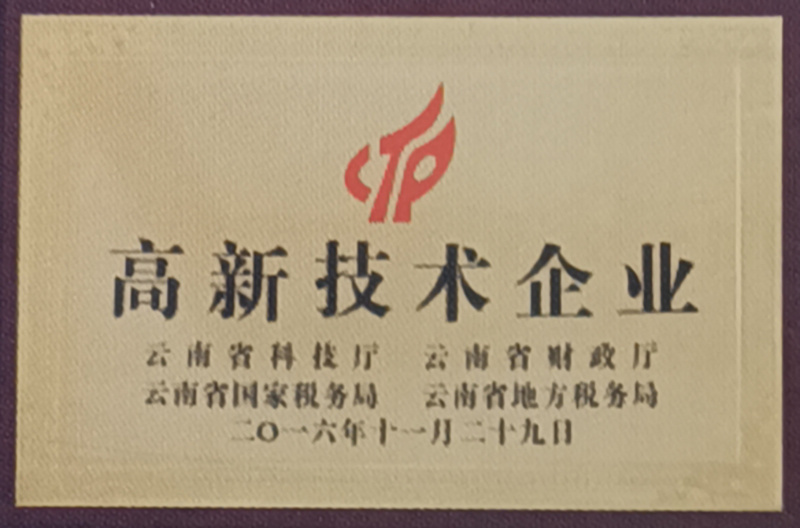 高新技术企业
云南省科技厅 云南省财政厅
云南省国家税务局 云南省地方税务局
二〇一六年十一月二十九日